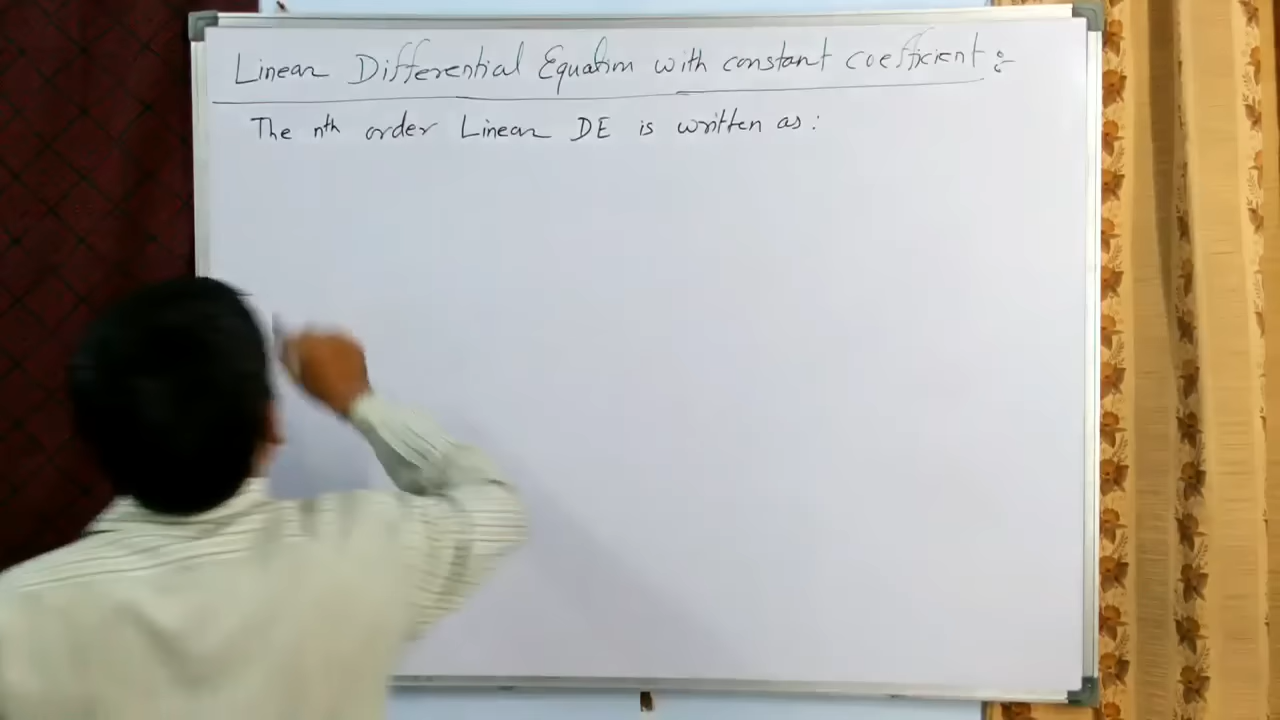 Linear Differential Equation with constant coefficient :-
The nth order Linear DE is written as :